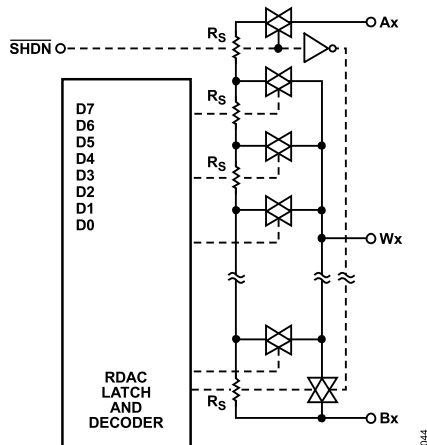 Ax
RS
SHDN
RS
D7
D6
D5
D4
D3
D2
D1
D0
RS
Wx
RDAC
LATCH
AND
DECODER
RS
Bx
044